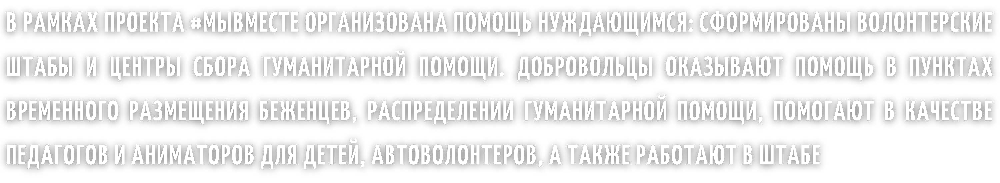 В РАМКАХ ПРОЕКТА #МЫВМЕСТЕ ОРГАНИЗОВАНА ПОМОЩЬ НУЖДАЮЩИМСЯ: СФОРМИРОВАНЫ ВОЛОНТЕРСКИЕ
ШТАБЫ И ЦЕНТРЫ СБОРА ГУМАНИТАРНОЙ ПОМОЩИ. ДОБРОВОЛЬЦЫ ОКАЗЫВАЮТ ПОМОЩЬ В ПУНКТАХ
ВРЕМЕННОГО РАЗМЕЩЕНИЯ БЕЖЕНЦЕВ, РАСПРЕДЕЛЕНИИ ГУМАНИТАРНОЙ ПОМОЩИ, ПОМОГАЮТ В КАЧЕСТВЕ
ПЕДАГОГОВ И АНИМАТОРОВ ДЛЯ ДЕТЕЙ, АВТОВОЛОНТЕРОВ, А ТАКЖЕ РАБОТАЮТ В ШТАБЕ